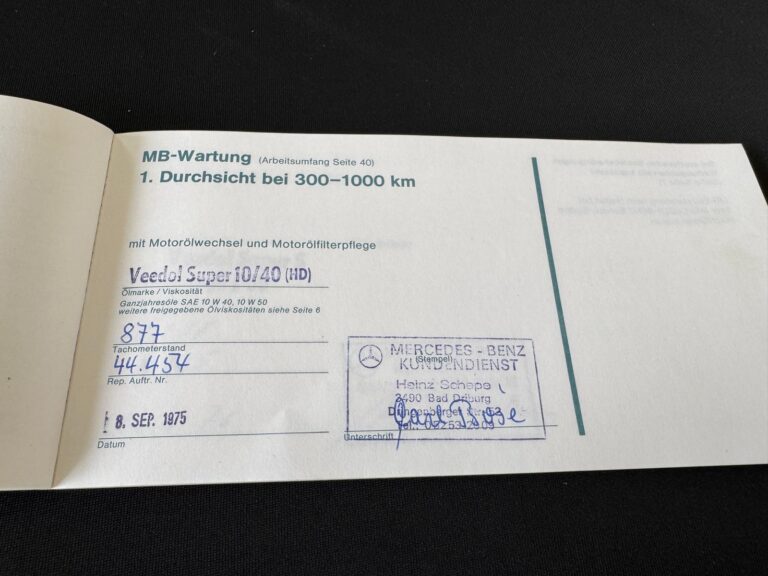 MB-Wartung (Arbeitsumfang Seite 40)
1. Durchsicht bei 300–1000 km
mit Motorölwechsel und Motorölfilterpflege
Veedol Super 10/40 (HD)
Ölmarke / Viskosität
Ganzjahresöle SAE 10 W 40, 10 W 50
weitere freigegebene Ölviskositäten siehe Seite 6
877
Tachometerstand
44.454
Rep. Auftr. Nr.
8. SEP. 1975
Datum
MERCEDES - BENZ
(Stempel)
KUNDENDIENST
Heinz Schope
3490 Bad Driburg
Unterschrift